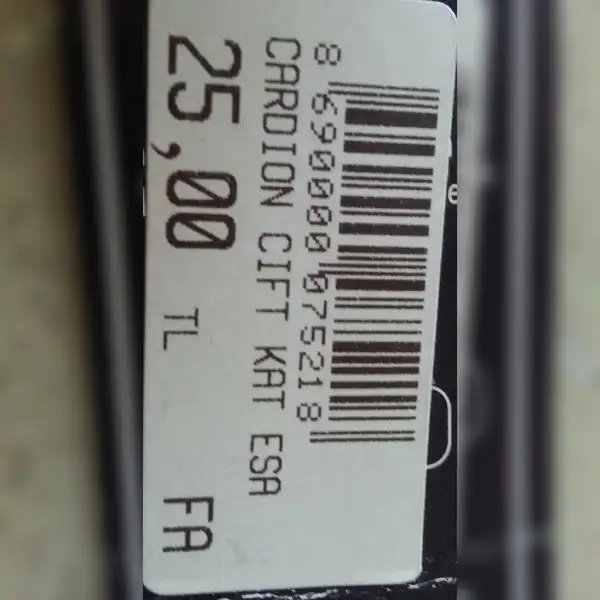 8 690000 075218
CARDION CIFT KAT ESA
25,00 TL FA